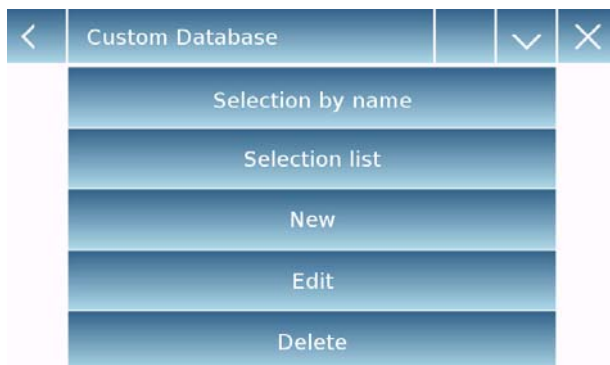 Custom Database
Selection by name
Selection list
New
Edit
Delete